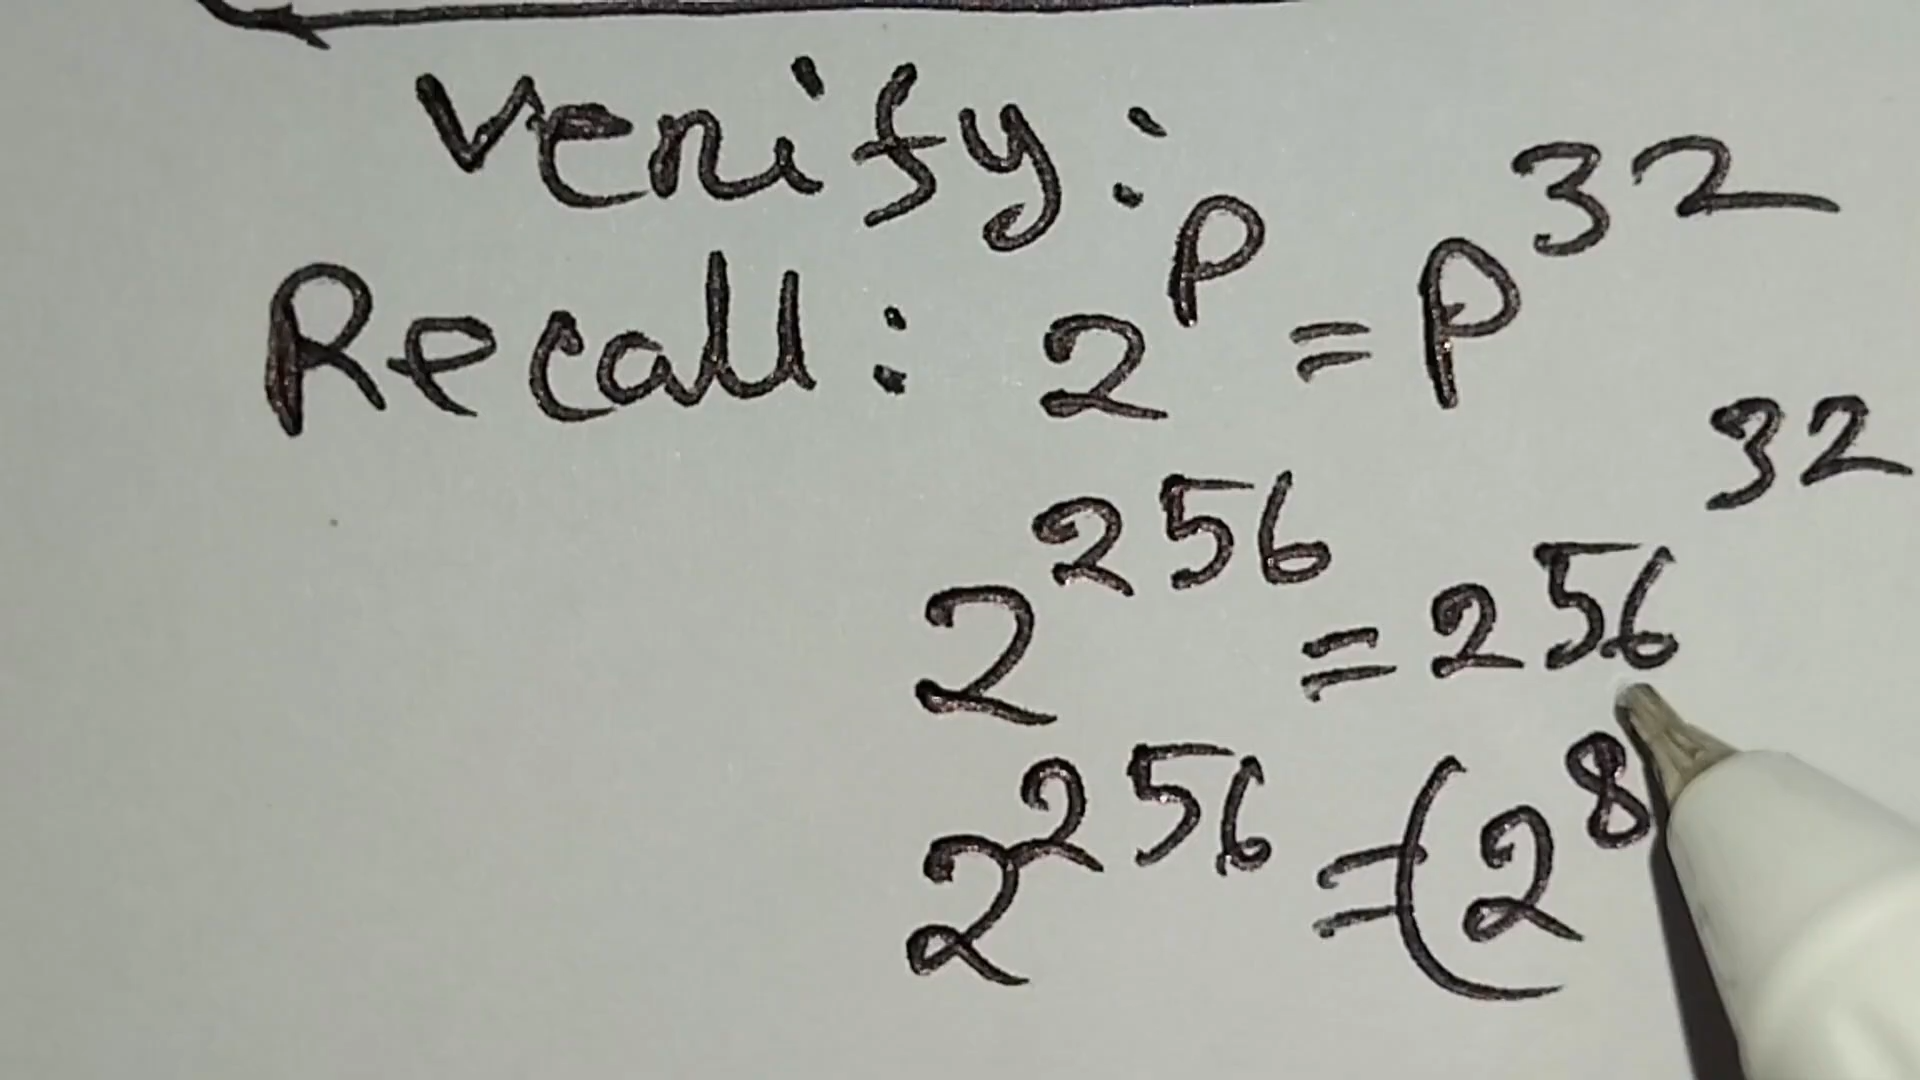 Verify:
Recall: 2^P = P^32
2^256 = 256^32
2^256 = (2^8